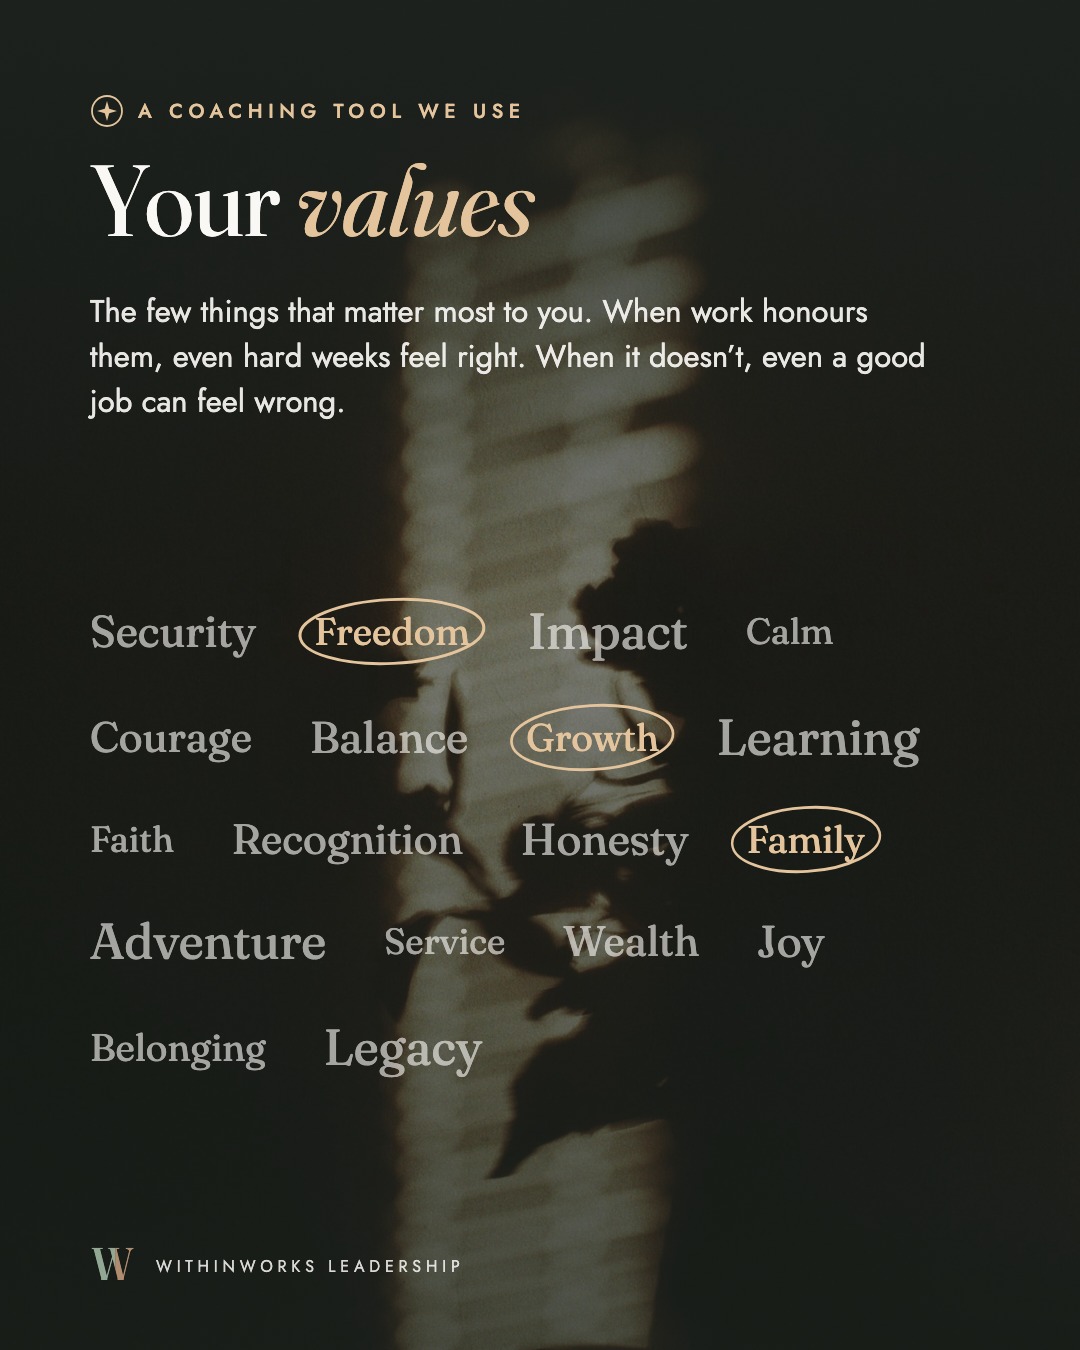 A COACHING TOOL WE USE
Your values
The few things that matter most to you. When work honours
them, even hard weeks feel right. When it doesn’t, even a good
job can feel wrong.
Security Freedom Impact Calm
Courage Balance Growth Learning
Faith Recognition Honesty Family
Adventure Service Wealth Joy
Belonging Legacy
W WITHINWORKS LEADERSHIP